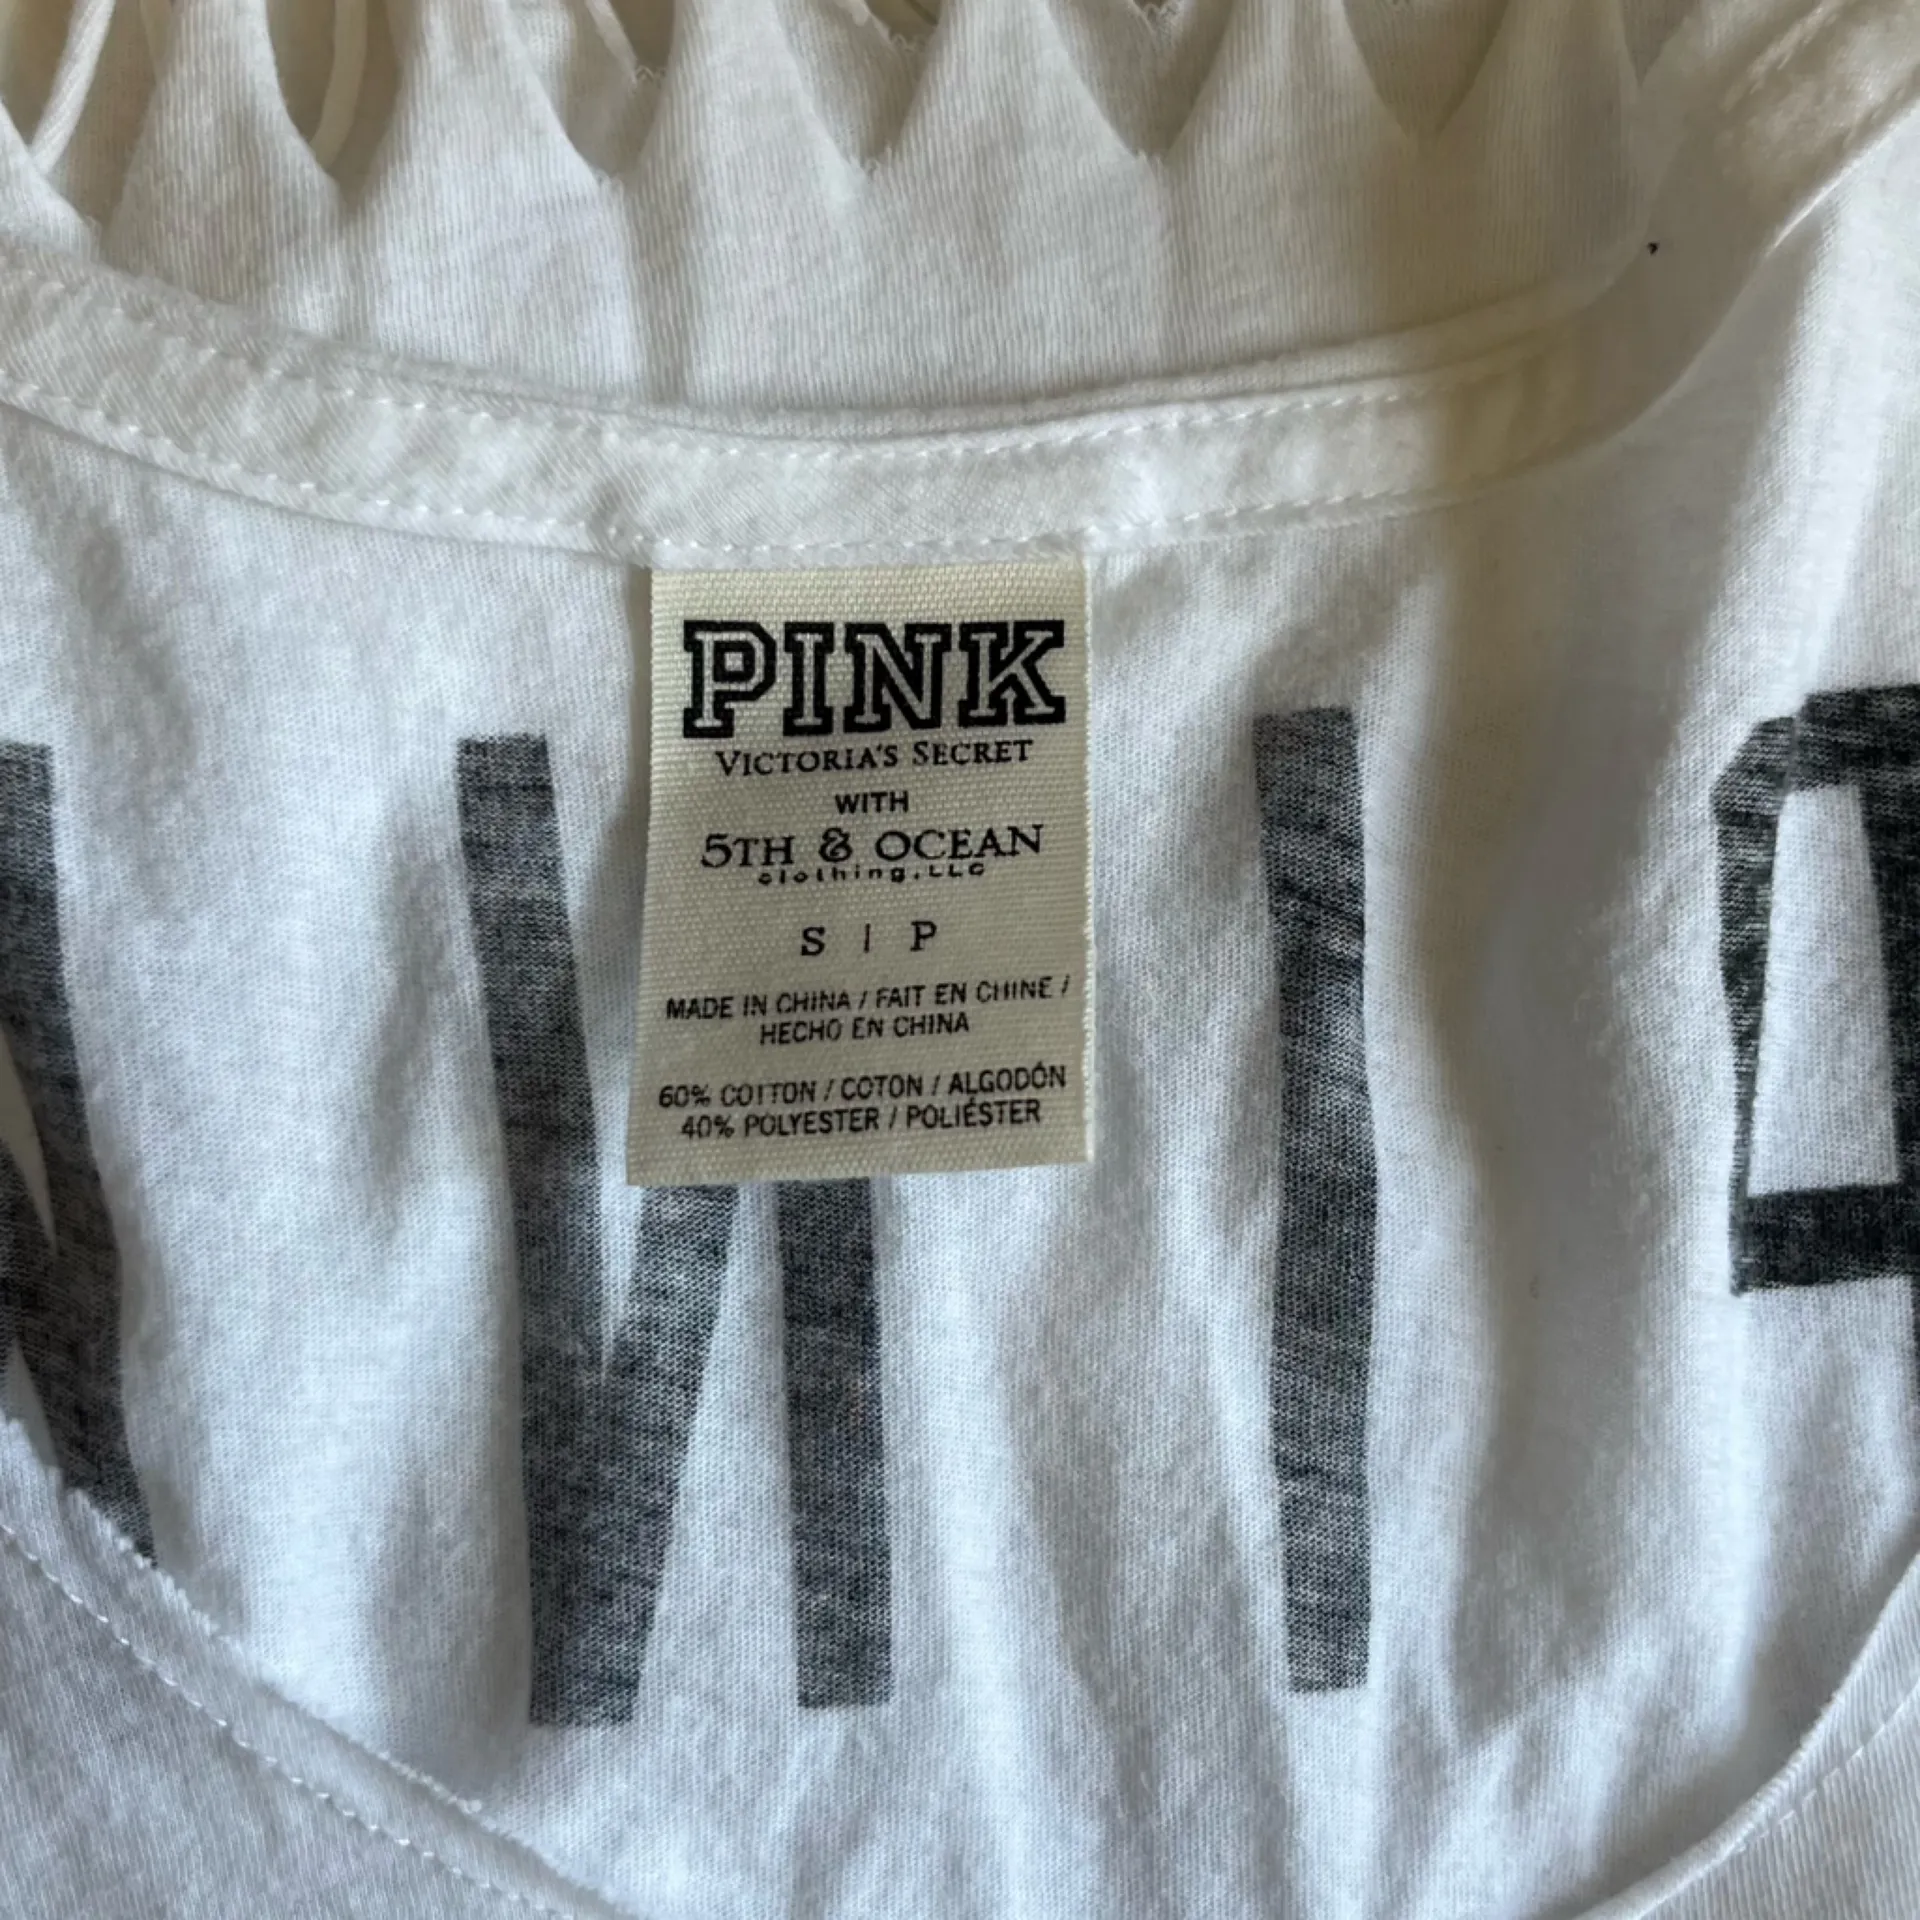 PINK
VICTORIA'S SECRET
WITH
5TH & OCEAN
clothing, LLC
S | P
MADE IN CHINA / FAIT EN CHINE /
HECHO EN CHINA
60% COTTON / COTON / ALGODÓN
40% POLYESTER / POLIÉSTER